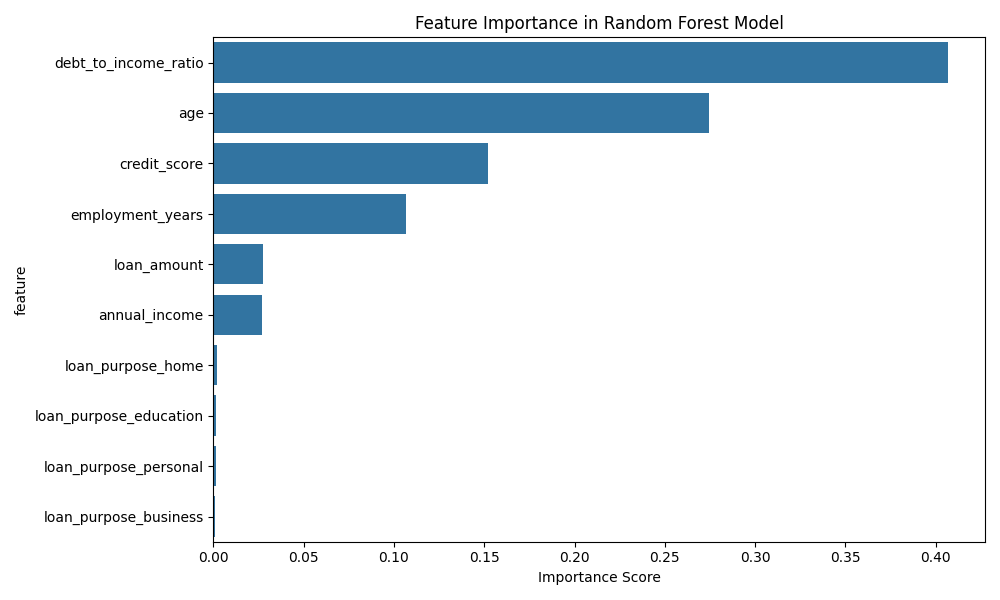 Feature Importance in Random Forest Model
debt_to_income_ratio
age
credit_score
employment_years
loan_amount
annual_income
loan_purpose_home
loan_purpose_education
loan_purpose_personal
loan_purpose_business
feature
0.00 0.05 0.10 0.15 0.20 0.25 0.30 0.35 0.40
Importance Score